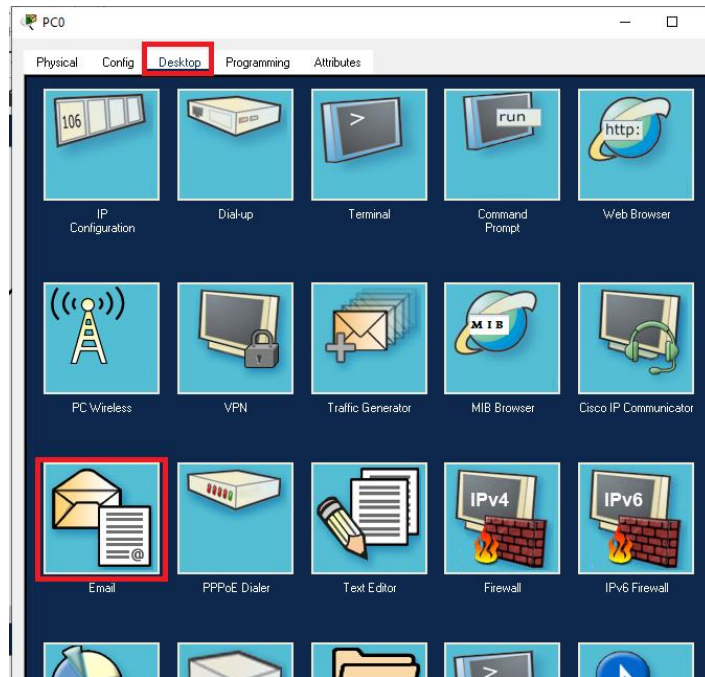 PC0
Physical Config Desktop Programming Attributes
106
>
run
http:
IP
Configuration
Dial-up
Terminal
Command
Prompt
Web Browser
MIB
PC Wireless
VPN
Traffic Generator
MIB Browser
Cisco IP Communicator
@
IPv4
IPv6
Email
PPPoE Dialer
Text Editor
Firewall
IPv6 Firewall
>